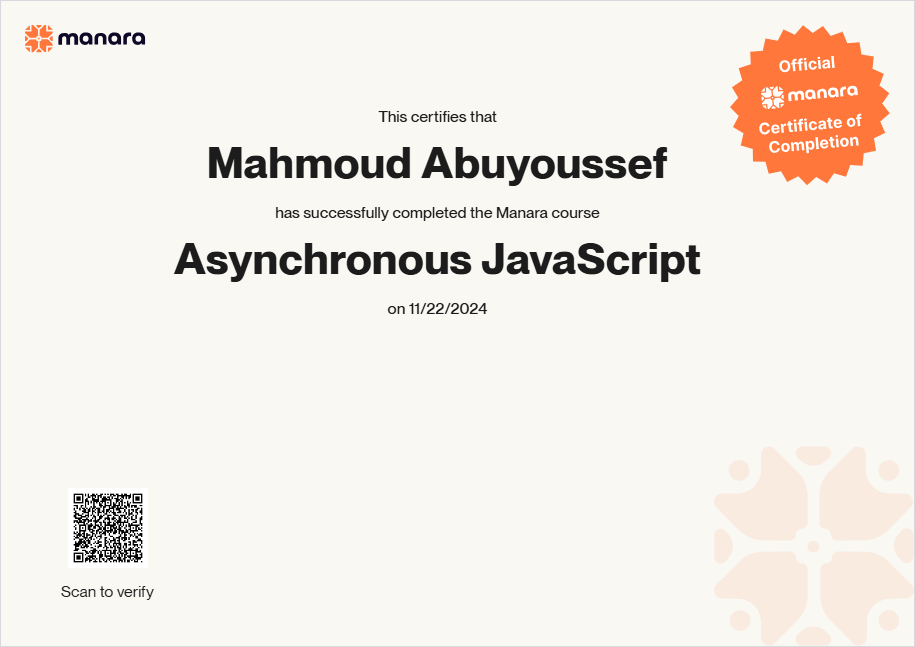 manara
Official
manara
Certificate of
Completion
This certifies that
Mahmoud Abuyoussef
has successfully completed the Manara course
Asynchronous JavaScript
on 11/22/2024
Scan to verify